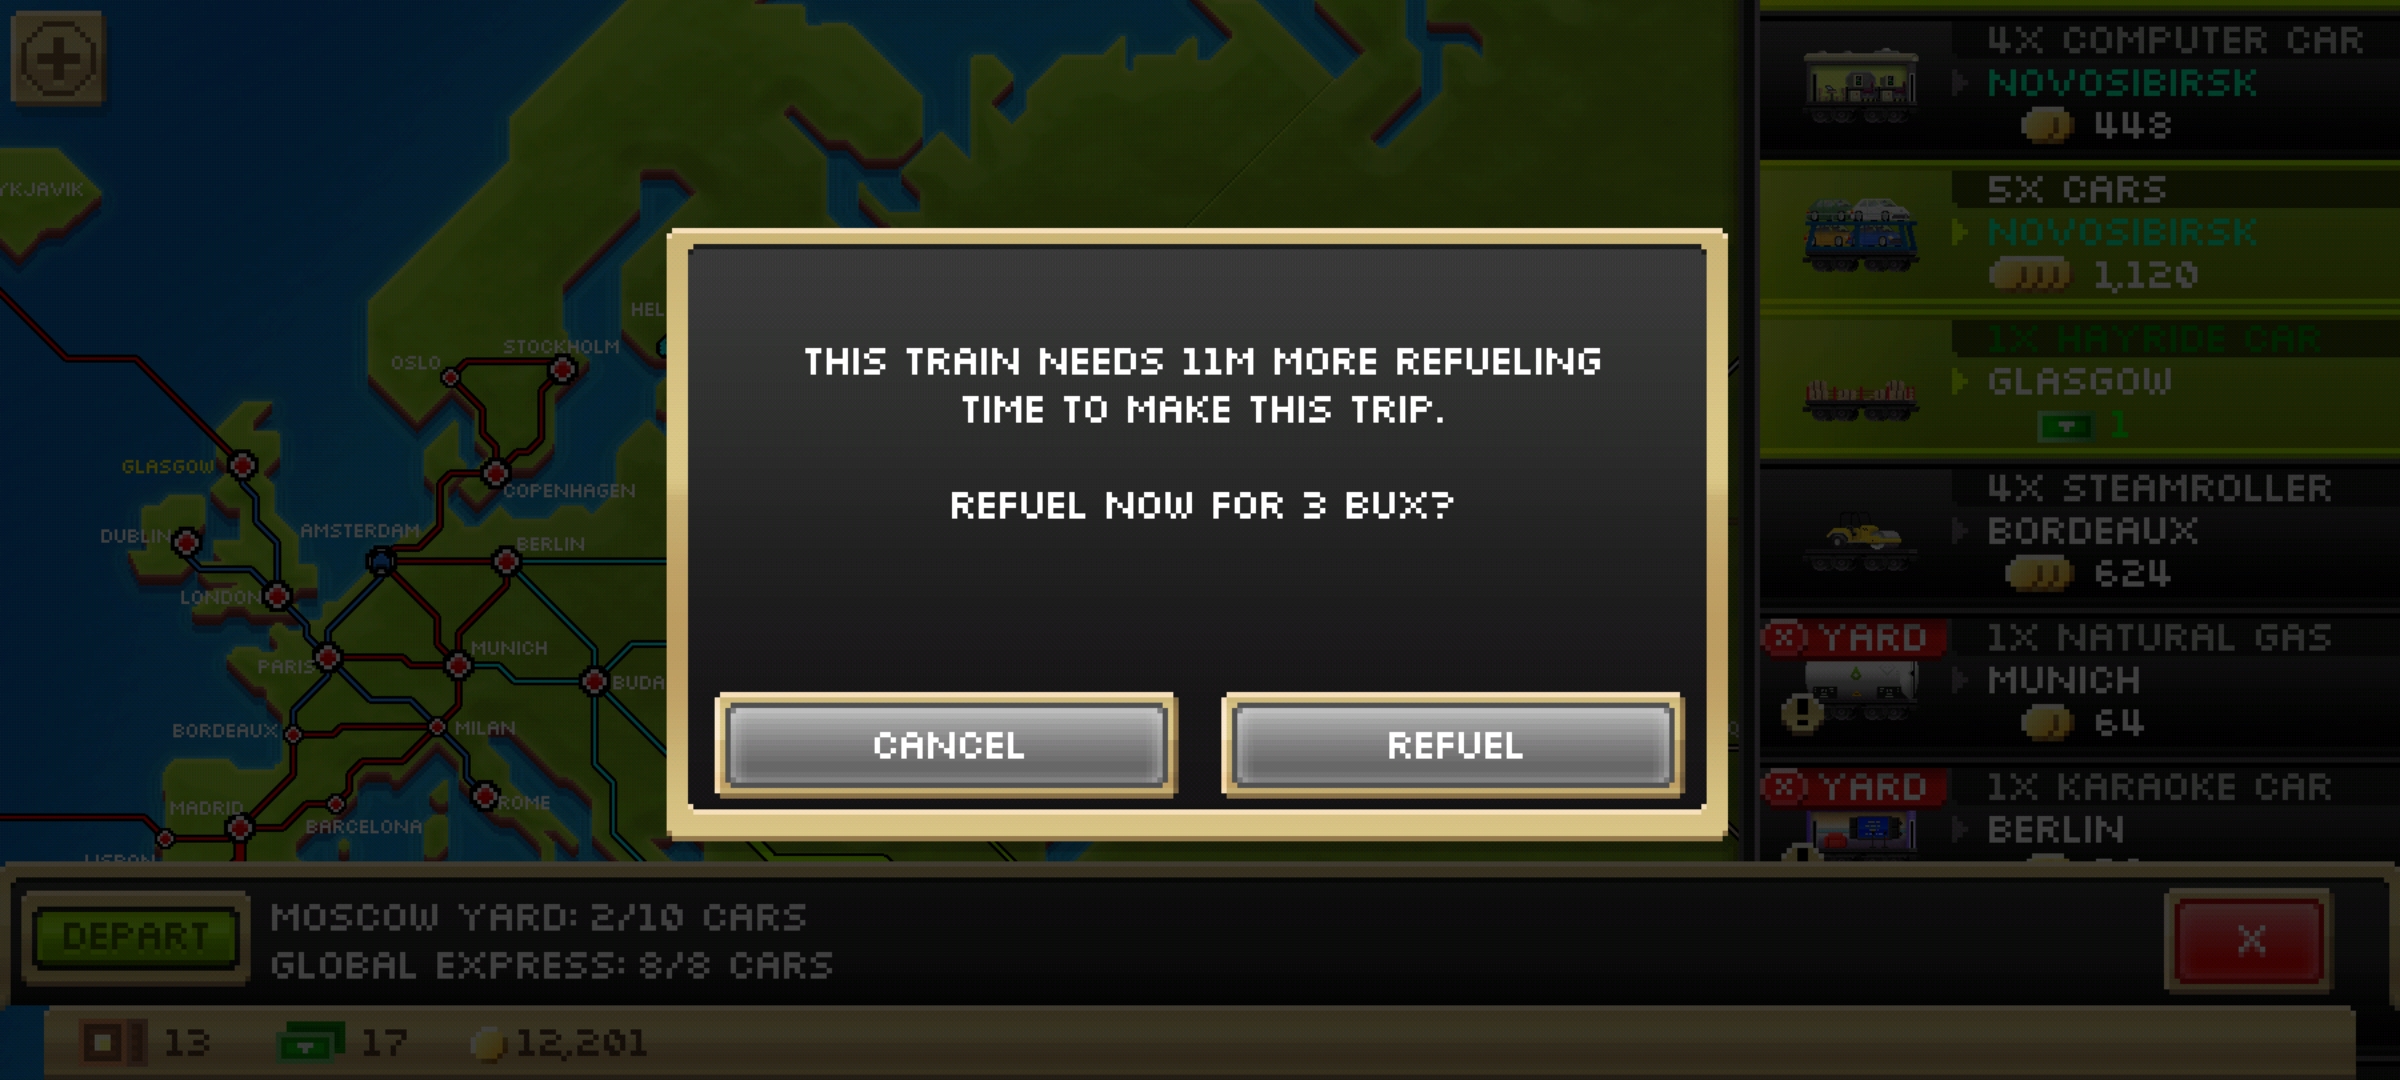 YKJAVIK
GLASGOW
DUBLIN
LONDON
AMSTERDAM
OSLO
STOCKHOLM
HEL
COPENHAGEN
BERLIN
PARIS
MUNICH
BUDA
BORDEAUX
MILAN
MADRID
ROME
BARCELONA
LISBON
THIS TRAIN NEEDS 11M MORE REFUELING
TIME TO MAKE THIS TRIP.
REFUEL NOW FOR 3 BUX?
CANCEL
REFUEL
4X COMPUTER CAR
NOVOSIBIRSK
448
5X CARS
NOVOSIBIRSK
1,120
1X HAYRIDE CAR
GLASGOW
1
4X STEAMROLLER
BORDEAUX
624
X YARD
1X NATURAL GAS
MUNICH
64
X YARD
1X KARAOKE CAR
BERLIN
DEPART
MOSCOW YARD: 2/10 CARS
GLOBAL EXPRESS: 8/8 CARS
X
13
17
12,201